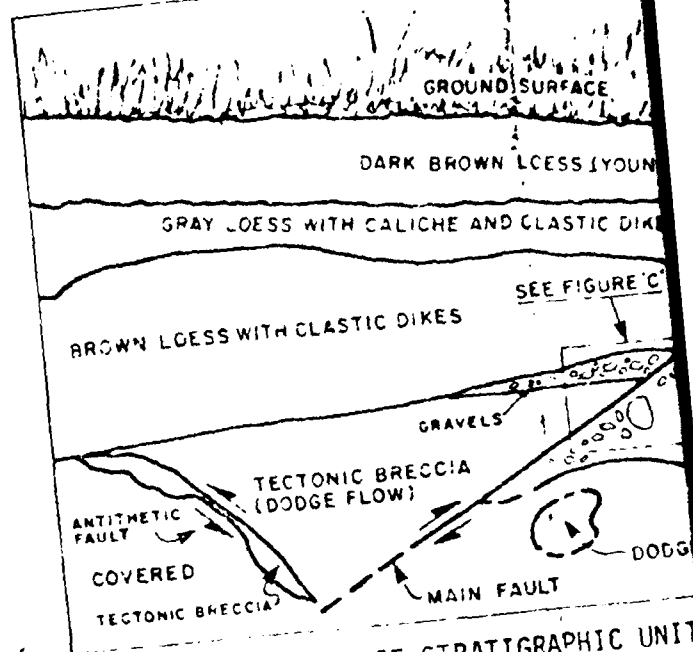 GROUND SURFACE
DARK BROWN LOESS (YOUN
GRAY LOESS WITH CALICHE AND CLASTIC DIKE
SEE FIGURE "C"
BROWN LOESS WITH CLASTIC DIKES
GRAVELS
TECTONIC BRECCIA
(DODGE FLOW)
ANTITHETIC
FAULT
COVERED
DODG
TECTONIC BRECCIA
MAIN FAULT
STRATIGRAPHIC UNIT